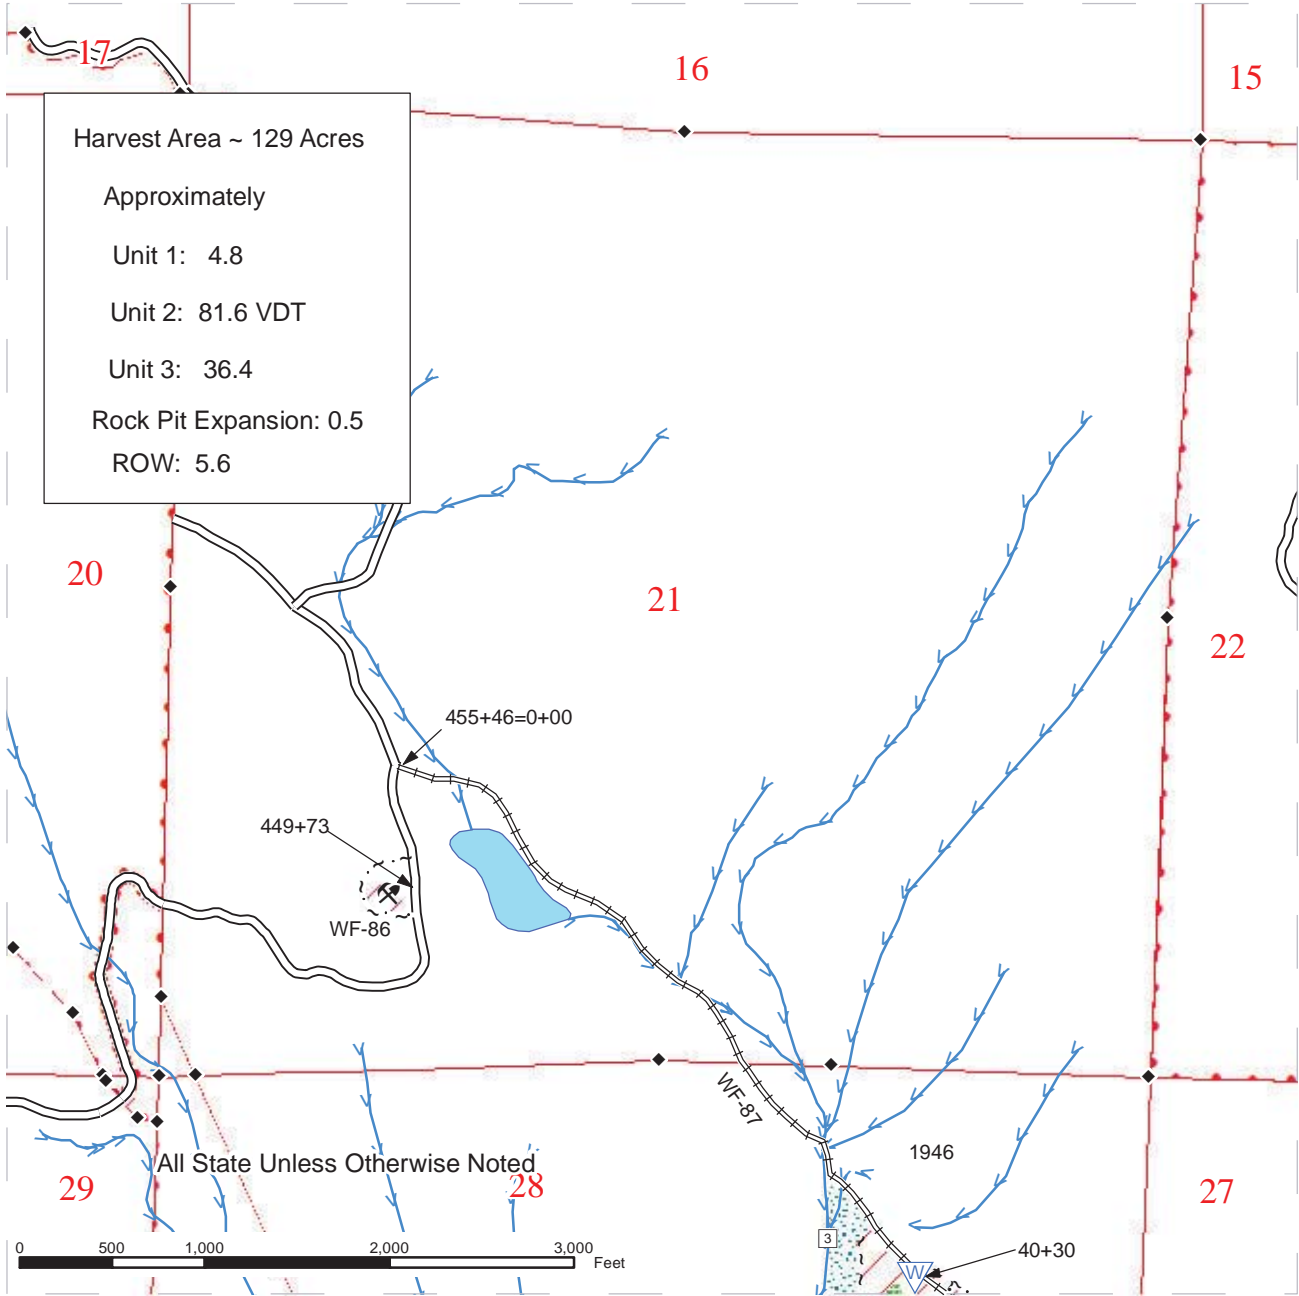 17
16
15
Harvest Area ~ 129 Acres
Approximately
Unit 1: 4.8
Unit 2: 81.6 VDT
Unit 3: 36.4
Rock Pit Expansion: 0.5
ROW: 5.6
20
21
22
455+46=0+00
449+73
WF-86
WF-87
1946
All State Unless Otherwise Noted
29
28
27
3
W
40+30
0 500 1,000 2,000 3,000 Feet